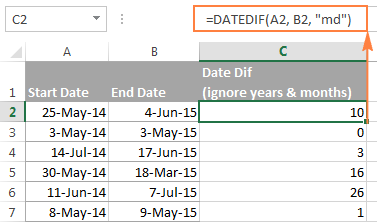 C2 =DATEDIF(A2, B2, "md")
A B C
1 Start Date End Date Date Dif
(ignore years & months)
2 25-May-14 4-Jun-15 10
3 3-May-14 3-May-15 0
4 14-Jul-14 17-Jun-15 3
5 30-May-14 18-Mar-15 16
6 11-Jun-14 7-Jul-15 26
7 8-May-14 9-May-15 1